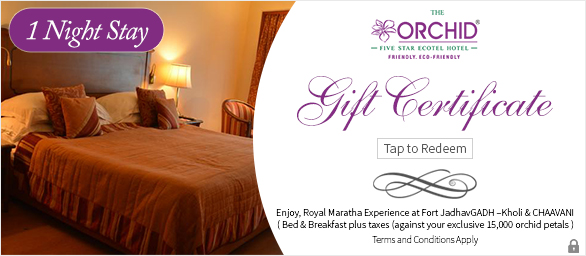 1 Night Stay
THE
ORCHID®
FIVE STAR ECOTEL HOTEL
FRIENDLY. ECO-FRIENDLY
Gift Certificate
Tap to Redeem
Enjoy, Royal Maratha Experience at Fort JadhavGADH –Kholi & CHAAVANI
( Bed & Breakfast plus taxes (against your exclusive 15,000 orchid petals )
Terms and Conditions Apply